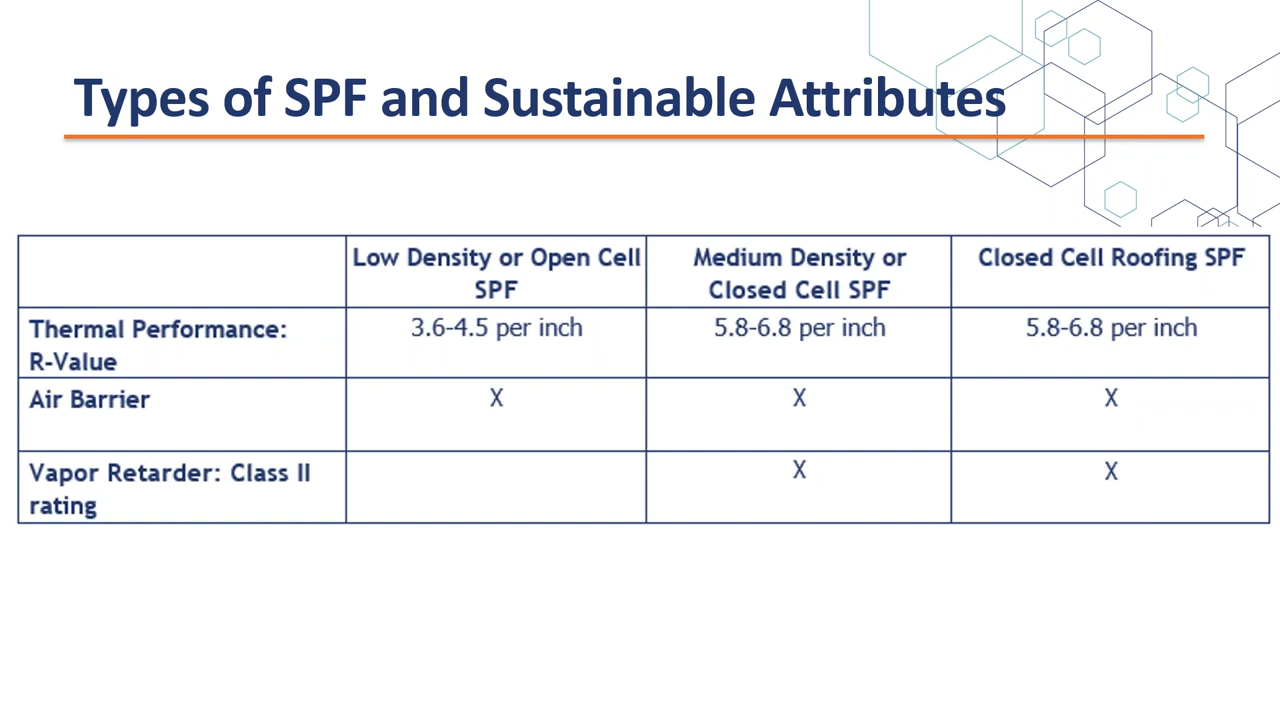 Types of SPF and Sustainable Attributes
Low Density or Open Cell SPF
Medium Density or Closed Cell SPF
Closed Cell Roofing SPF
Thermal Performance: R-Value
3.6-4.5 per inch
5.8-6.8 per inch
5.8-6.8 per inch
Air Barrier
X
X
X
Vapor Retarder: Class II rating
X
X